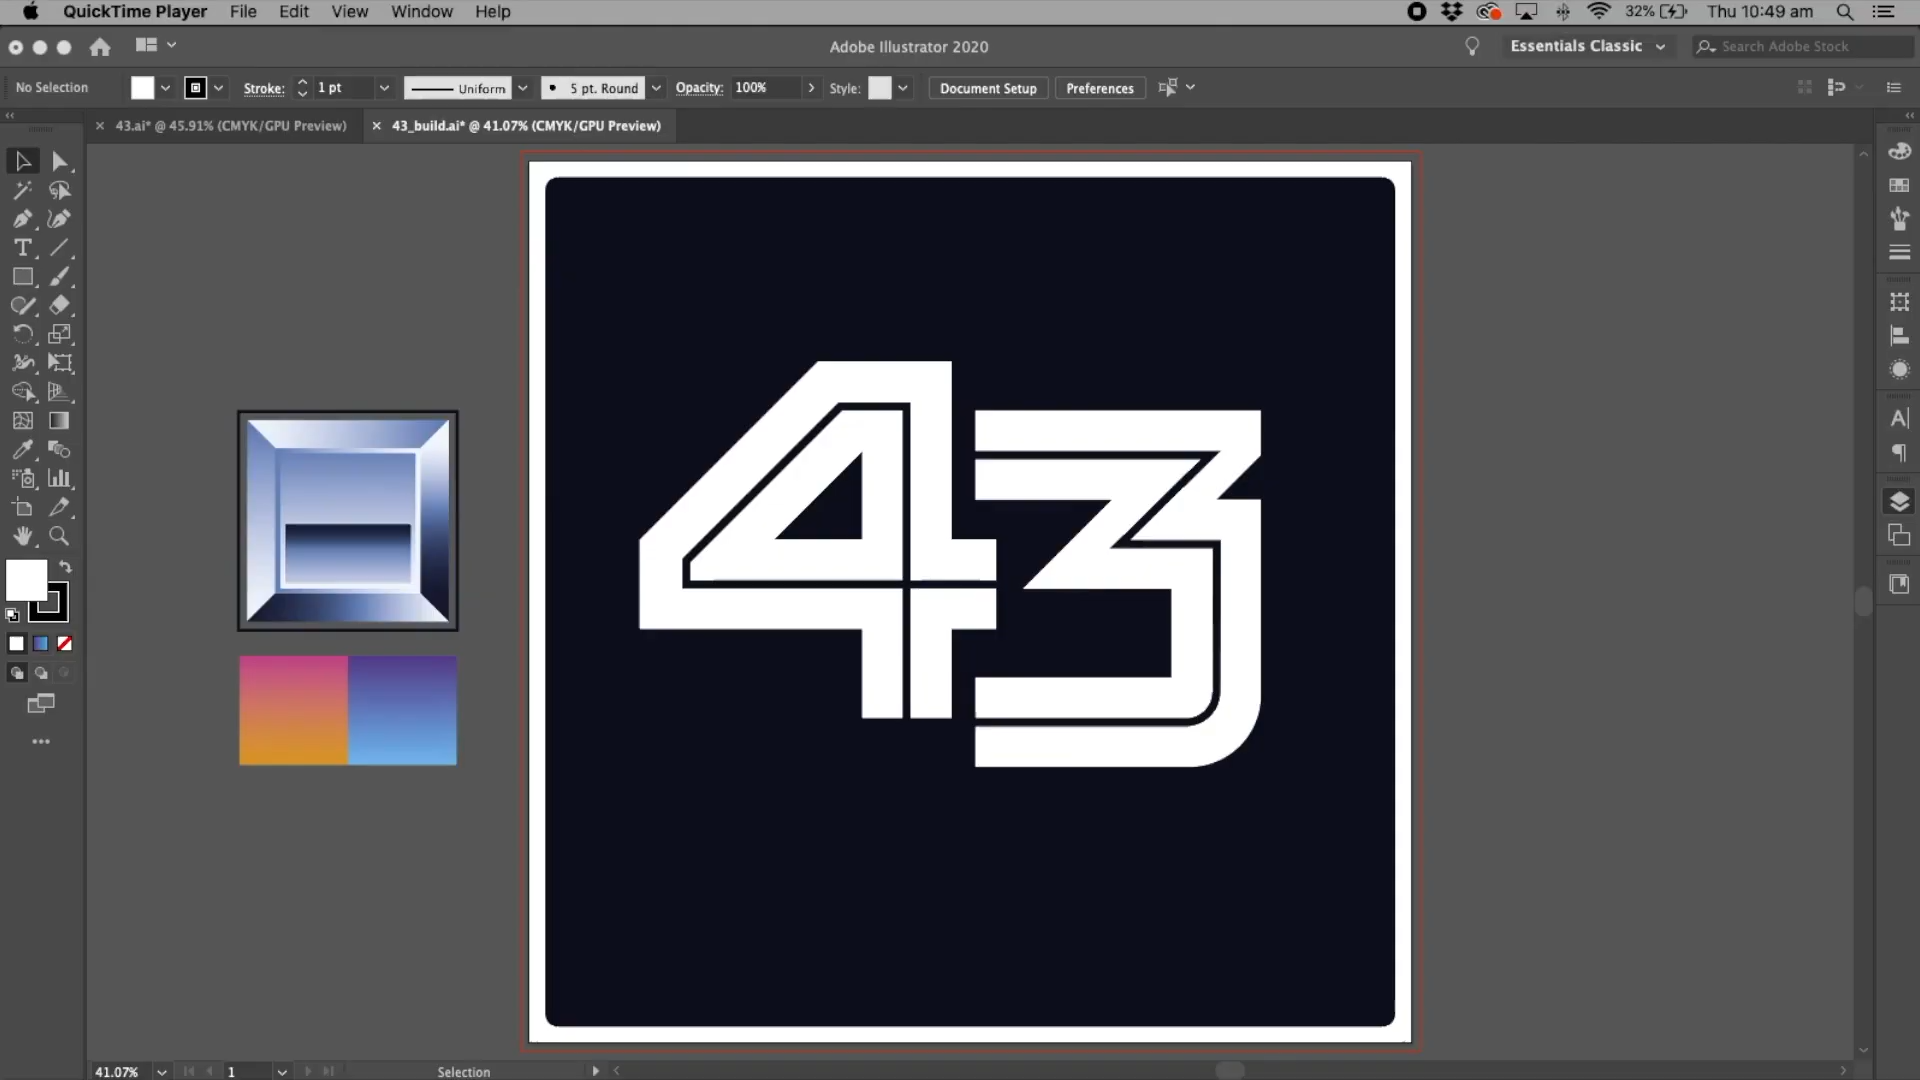 QuickTime Player File Edit View Window Help 32% Thu 10:49 am
Adobe Illustrator 2020 Essentials Classic Search Adobe Stock
No Selection Stroke: 1 pt Uniform 5 pt. Round Opacity: 100% Style: Document Setup Preferences
43.ai* @ 45.91% (CMYK/GPU Preview) 43_build.ai* @ 41.07% (CMYK/GPU Preview)
43
41.07% 1 Selection